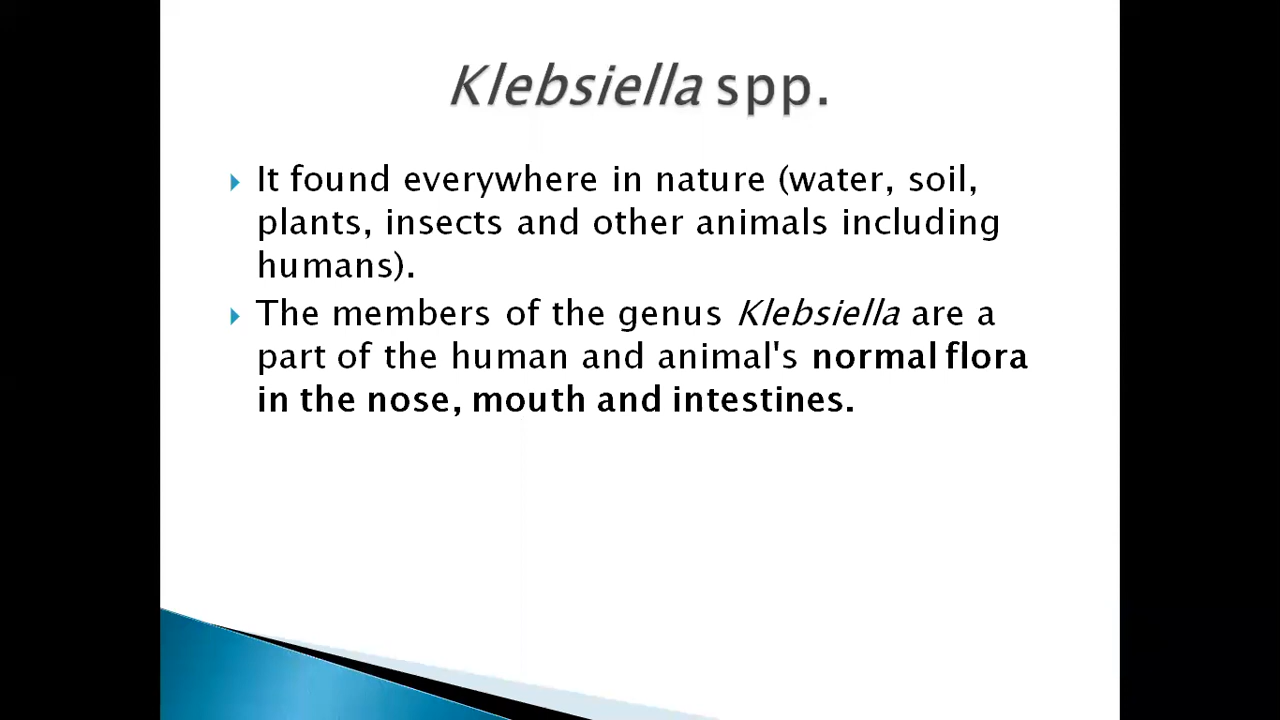 Klebsiella spp.
It found everywhere in nature (water, soil,
plants, insects and other animals including
humans).
The members of the genus Klebsiella are a
part of the human and animal's normal flora
in the nose, mouth and intestines.